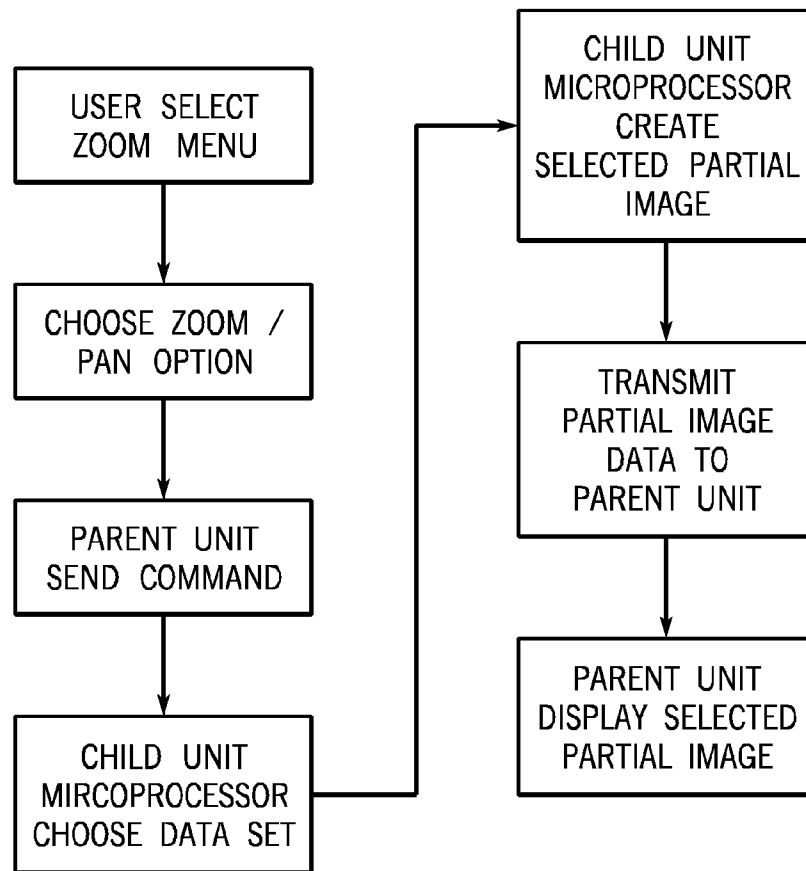 USER SELECT
ZOOM MENU
CHOOSE ZOOM /
PAN OPTION
PARENT UNIT
SEND COMMAND
CHILD UNIT
MIRCOPROCESSOR
CHOOSE DATA SET
CHILD UNIT
MICROPROCESSOR
CREATE
SELECTED PARTIAL
IMAGE
TRANSMIT
PARTIAL IMAGE
DATA TO
PARENT UNIT
PARENT UNIT
DISPLAY SELECTED
PARTIAL IMAGE